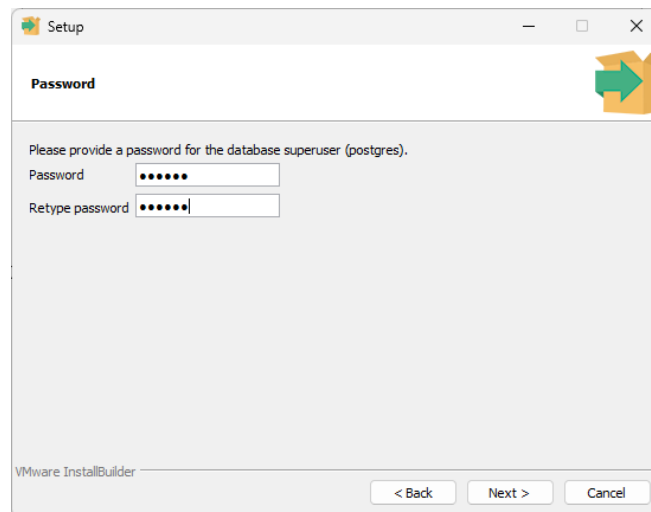 Setup
Password
Please provide a password for the database superuser (postgres).
Password ••••••
Retype password ••••••
VMware InstallBuilder
< Back Next > Cancel